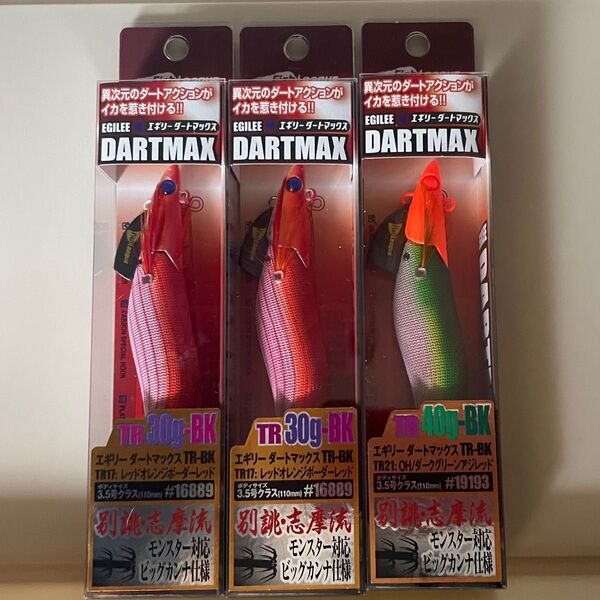 Fish League
異次元のダートアクションが
イカを惹き付ける!!
EGILEE エギリー ダートマックス
DARTMAX
TR 30g-BK
エギリー ダートマックス TR-BK
TR17: レッドオレンジボーダーレッド
ボディサイズ
3.5号クラス(110mm) #16889
別誂・志摩流
モンスター対応
ビッグカンナ仕様
異次元のダートアクションが
イカを惹き付ける!!
EGILEE エギリー ダートマックス
DARTMAX
TR 30g-BK
エギリー ダートマックス TR-BK
TR17: レッドオレンジボーダーレッド
ボディサイズ
3.5号クラス(110mm) #16889
別誂・志摩流
モンスター対応
ビッグカンナ仕様
異次元のダートアクションが
イカを惹き付ける!!
EGILEE エギリー ダートマックス
DARTMAX
TR 40g-BK
エギリー ダートマックス TR-BK
TR21: OH/ダークグリーンアジレッド
ボディサイズ
3.5号クラス(110mm) #19193
別誂・志摩流
モンスター対応
ビッグカンナ仕様